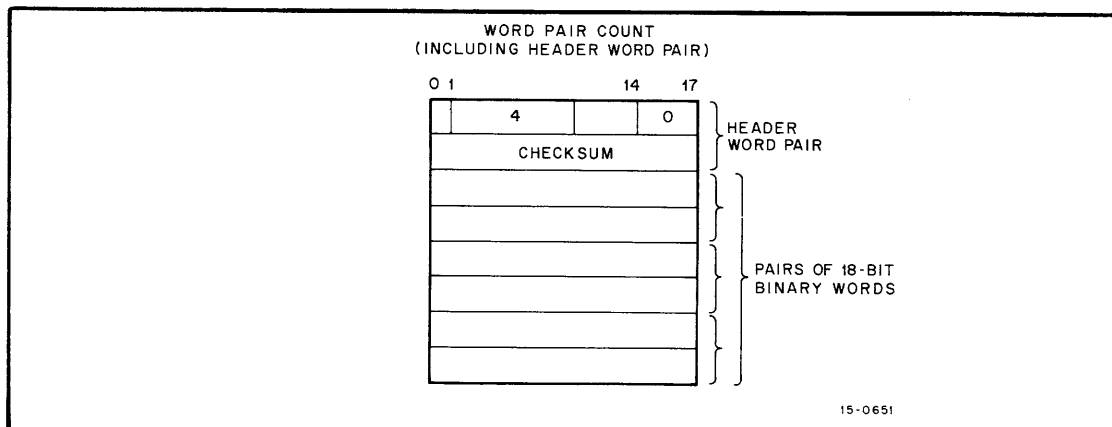 WORD PAIR COUNT
(INCLUDING HEADER WORD PAIR)
0 1 14 17
4 0
HEADER
WORD PAIR
CHECKSUM
PAIRS OF 18-BIT
BINARY WORDS
15-0651